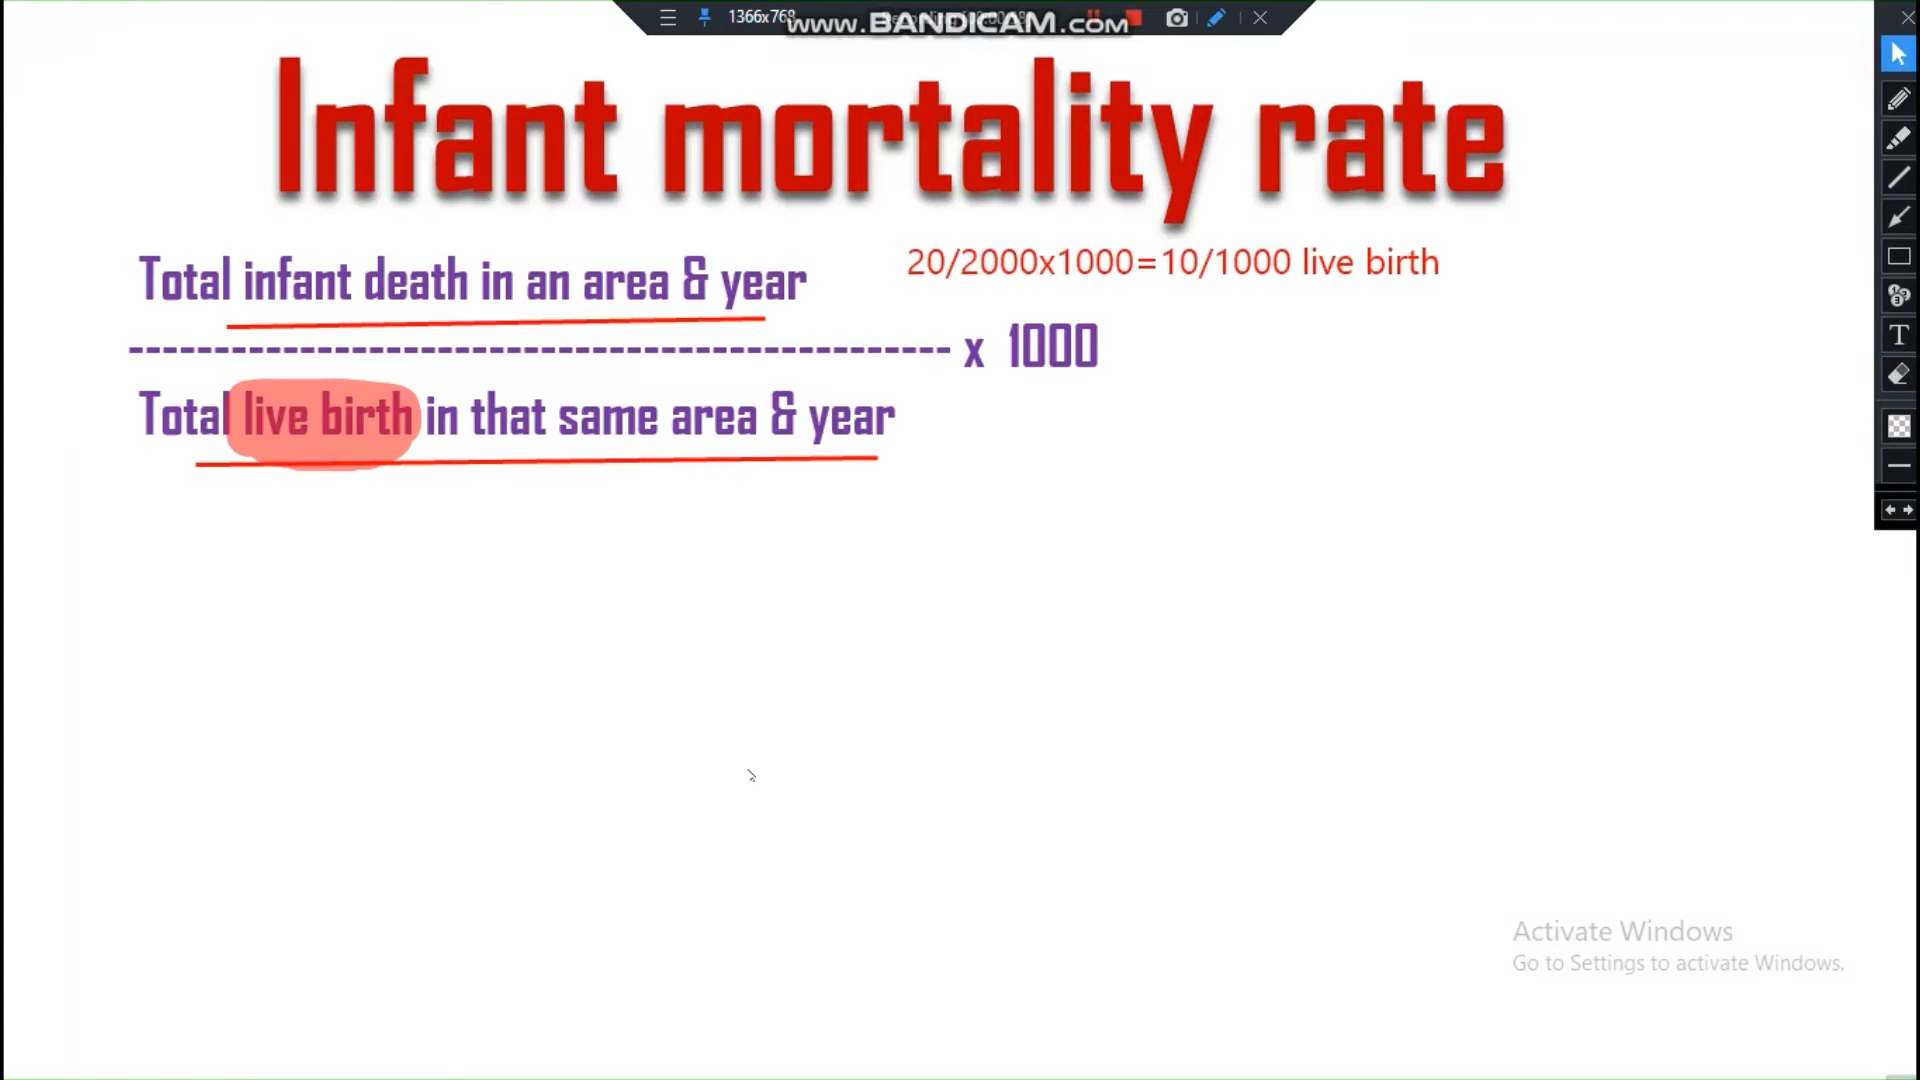 1366x768
www.BANDICAM.com
Infant mortality rate
Total infant death in an area & year
20/2000x1000=10/1000 live birth
------------------------------------------------ x 1000
Total live birth in that same area & year
Activate Windows
Go to Settings to activate Windows.